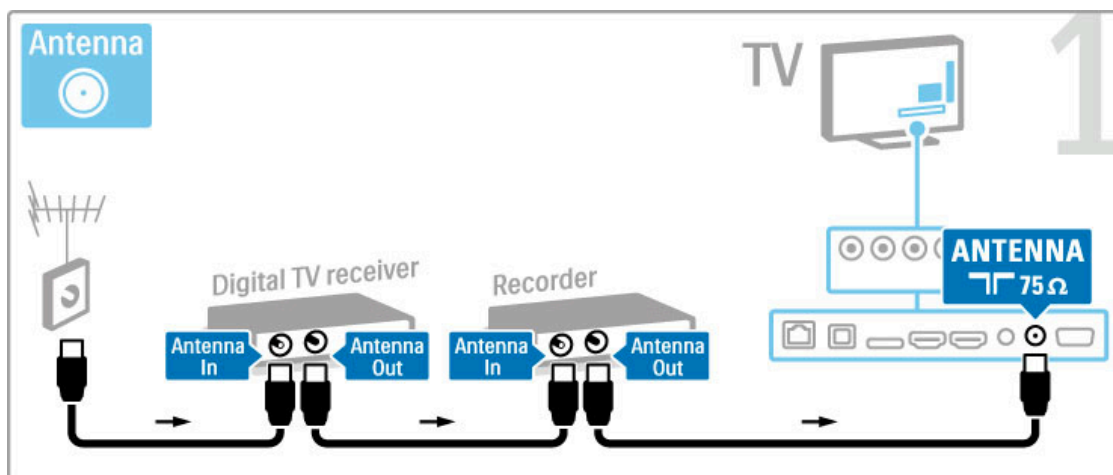 Antenna
TV
1
Digital TV receiver
Recorder
ANTENNA
75 Ω
Antenna
In
Antenna
Out
Antenna
In
Antenna
Out